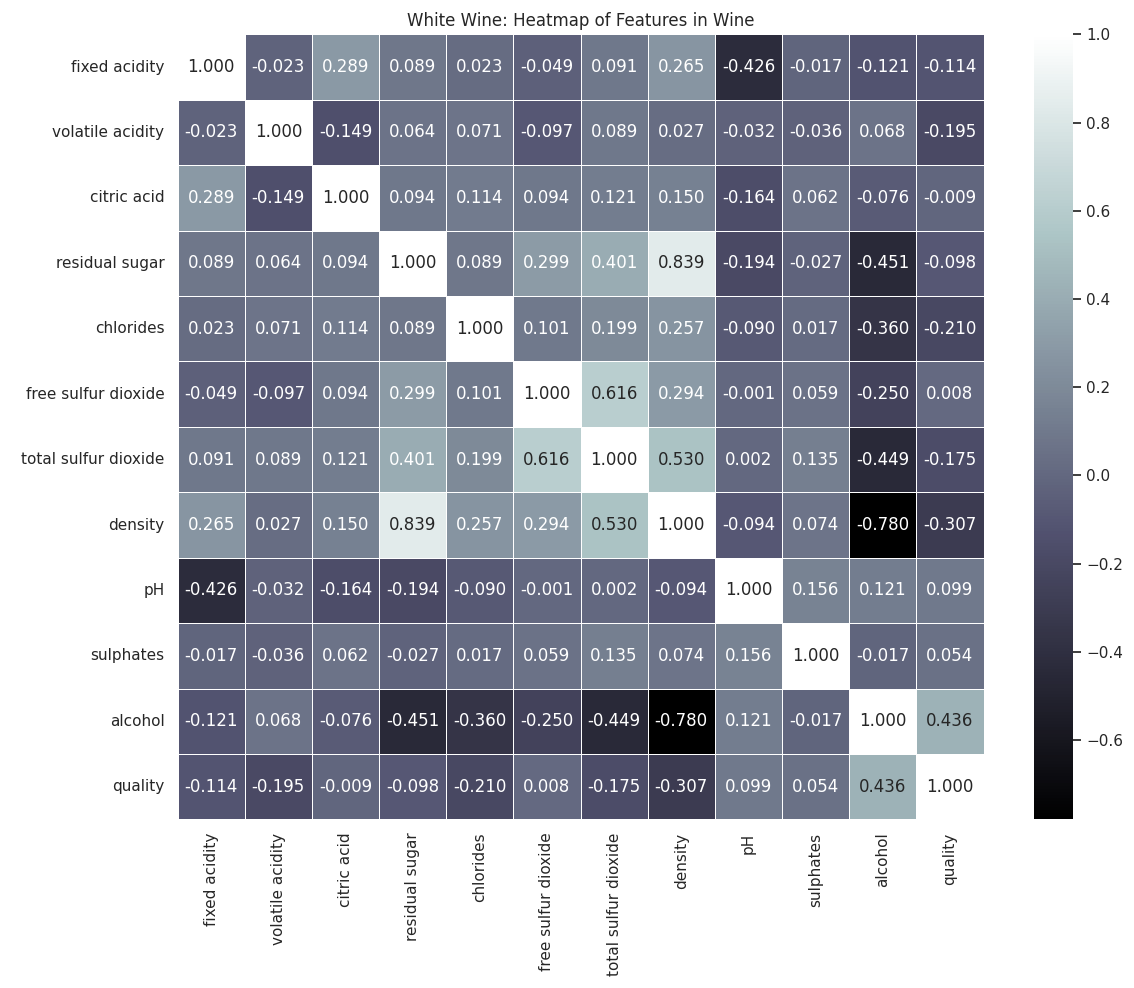 White Wine: Heatmap of Features in Wine
fixed acidity 1.000 -0.023 0.289 0.089 0.023 -0.049 0.091 0.265 -0.426 -0.017 -0.121 -0.114
volatile acidity -0.023 1.000 -0.149 0.064 0.071 -0.097 0.089 0.027 -0.032 -0.036 0.068 -0.195
citric acid 0.289 -0.149 1.000 0.094 0.114 0.094 0.121 0.150 -0.164 0.062 -0.076 -0.009
residual sugar 0.089 0.064 0.094 1.000 0.089 0.299 0.401 0.839 -0.194 -0.027 -0.451 -0.098
chlorides 0.023 0.071 0.114 0.089 1.000 0.101 0.199 0.257 -0.090 0.017 -0.360 -0.210
free sulfur dioxide -0.049 -0.097 0.094 0.299 0.101 1.000 0.616 0.294 -0.001 0.059 -0.250 0.008
total sulfur dioxide 0.091 0.089 0.121 0.401 0.199 0.616 1.000 0.530 0.002 0.135 -0.449 -0.175
density 0.265 0.027 0.150 0.839 0.257 0.294 0.530 1.000 -0.094 0.074 -0.780 -0.307
pH -0.426 -0.032 -0.164 -0.194 -0.090 -0.001 0.002 -0.094 1.000 0.156 0.121 0.099
sulphates -0.017 -0.036 0.062 -0.027 0.017 0.059 0.135 0.074 0.156 1.000 -0.017 0.054
alcohol -0.121 0.068 -0.076 -0.451 -0.360 -0.250 -0.449 -0.780 0.121 -0.017 1.000 0.436
quality -0.114 -0.195 -0.009 -0.098 -0.210 0.008 -0.175 -0.307 0.099 0.054 0.436 1.000
fixed acidity
volatile acidity
citric acid
residual sugar
chlorides
free sulfur dioxide
total sulfur dioxide
density
pH
sulphates
alcohol
quality
1.0
0.8
0.6
0.4
0.2
0.0
−0.2
−0.4
−0.6